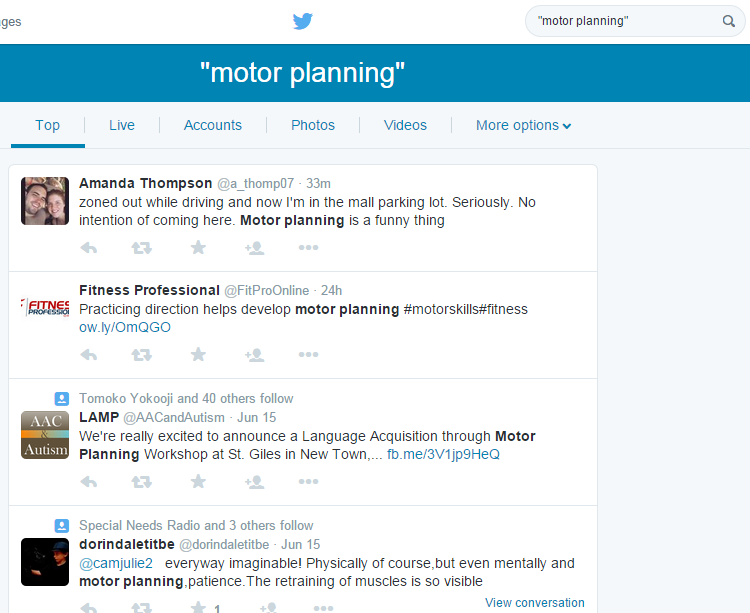 ges
"motor planning"
"motor planning"
Top Live Accounts Photos Videos More options
Amanda Thompson @a_thomp07 · 33m
zoned out while driving and now I'm in the mall parking lot. Seriously. No
intention of coming here. Motor planning is a funny thing
Fitness Professional @FitProOnline · 24h
FITNES
PROFESSIO
Practicing direction helps develop motor planning #motorskills#fitness
ow.ly/OmQGO
Tomoko Yokooji and 40 others follow
LAMP @AACandAutism · Jun 15
AAC
&
Autism
We're really excited to announce a Language Acquisition through Motor
Planning Workshop at St. Giles in New Town,... fb.me/3V1jp9HeQ
Special Needs Radio and 3 others follow
dorindaletitbe @dorindaletitbe · Jun 15
@camjulie2 everyway imaginable! Physically of course,but even mentally and
motor planning,patience.The retraining of muscles is so visible
1
View conversation